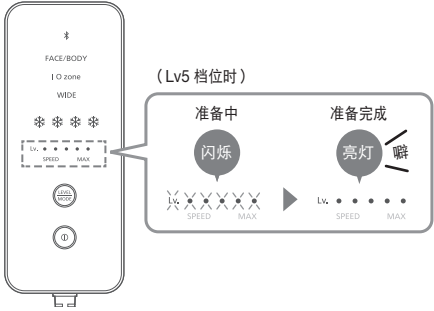 FACE/BODY
I O zone
WIDE
Lv.
SPEED MAX
LEVEL
MODE
（Lv5 档位时）
准备中
闪烁
Lv.
SPEED MAX
准备完成
亮灯
噼
Lv.
SPEED MAX